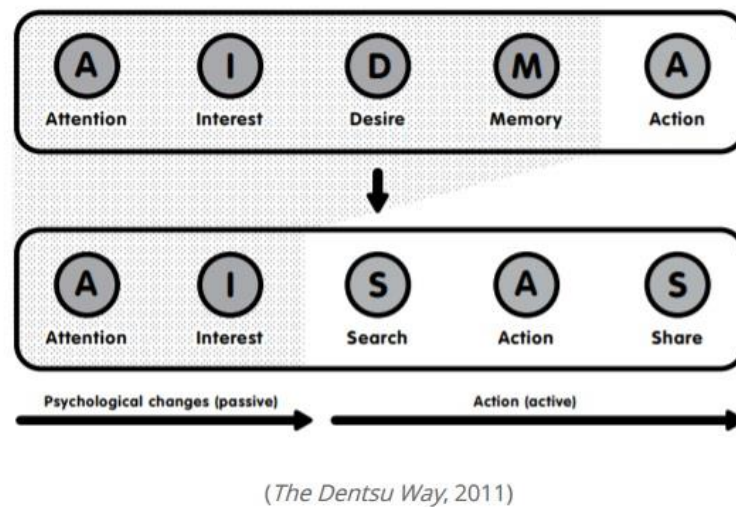 A I D M A
Attention Interest Desire Memory Action
A I S A S
Attention Interest Search Action Share
Psychological changes (passive) Action (active)
(The Dentsu Way, 2011)